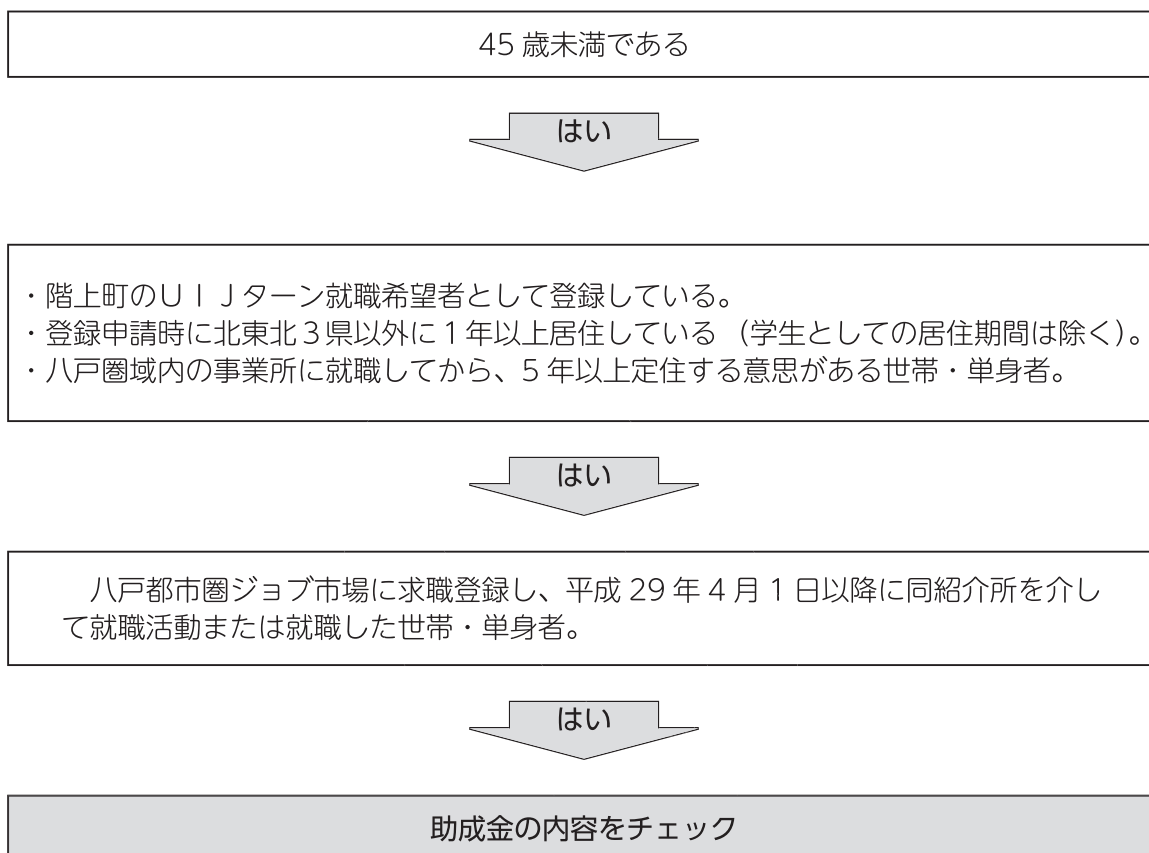 45歳未満である
はい
・階上町のＵＩＪターン就職希望者として登録している。
・登録申請時に北東北３県以外に１年以上居住している（学生としての居住期間は除く）。
・八戸圏域内の事業所に就職してから、5年以上定住する意思がある世帯・単身者。
はい
八戸都市圏ジョブ市場に求職登録し、平成29年4月1日以降に同紹介所を介し
て就職活動または就職した世帯・単身者。
はい
助成金の内容をチェック